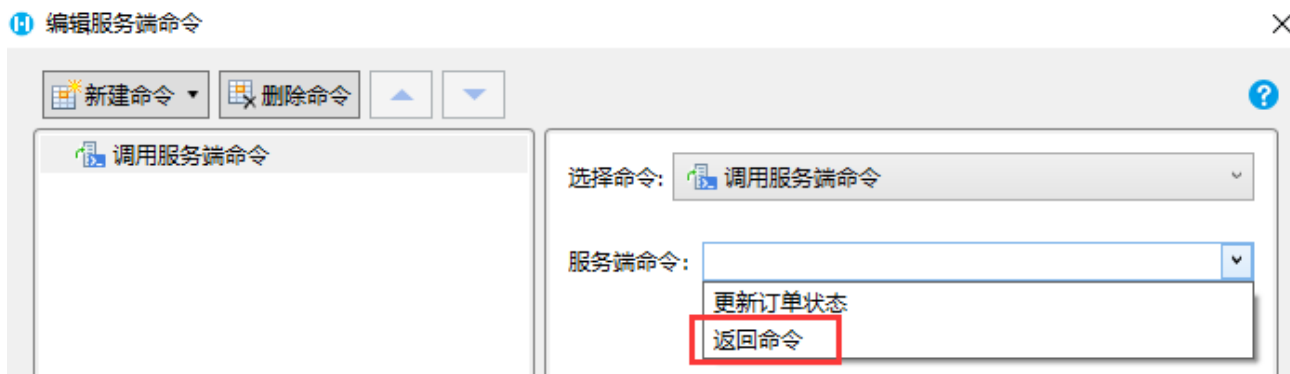 编辑服务端命令
新建命令 删除命令
调用服务端命令
选择命令: 调用服务端命令
服务端命令:
更新订单状态
返回命令